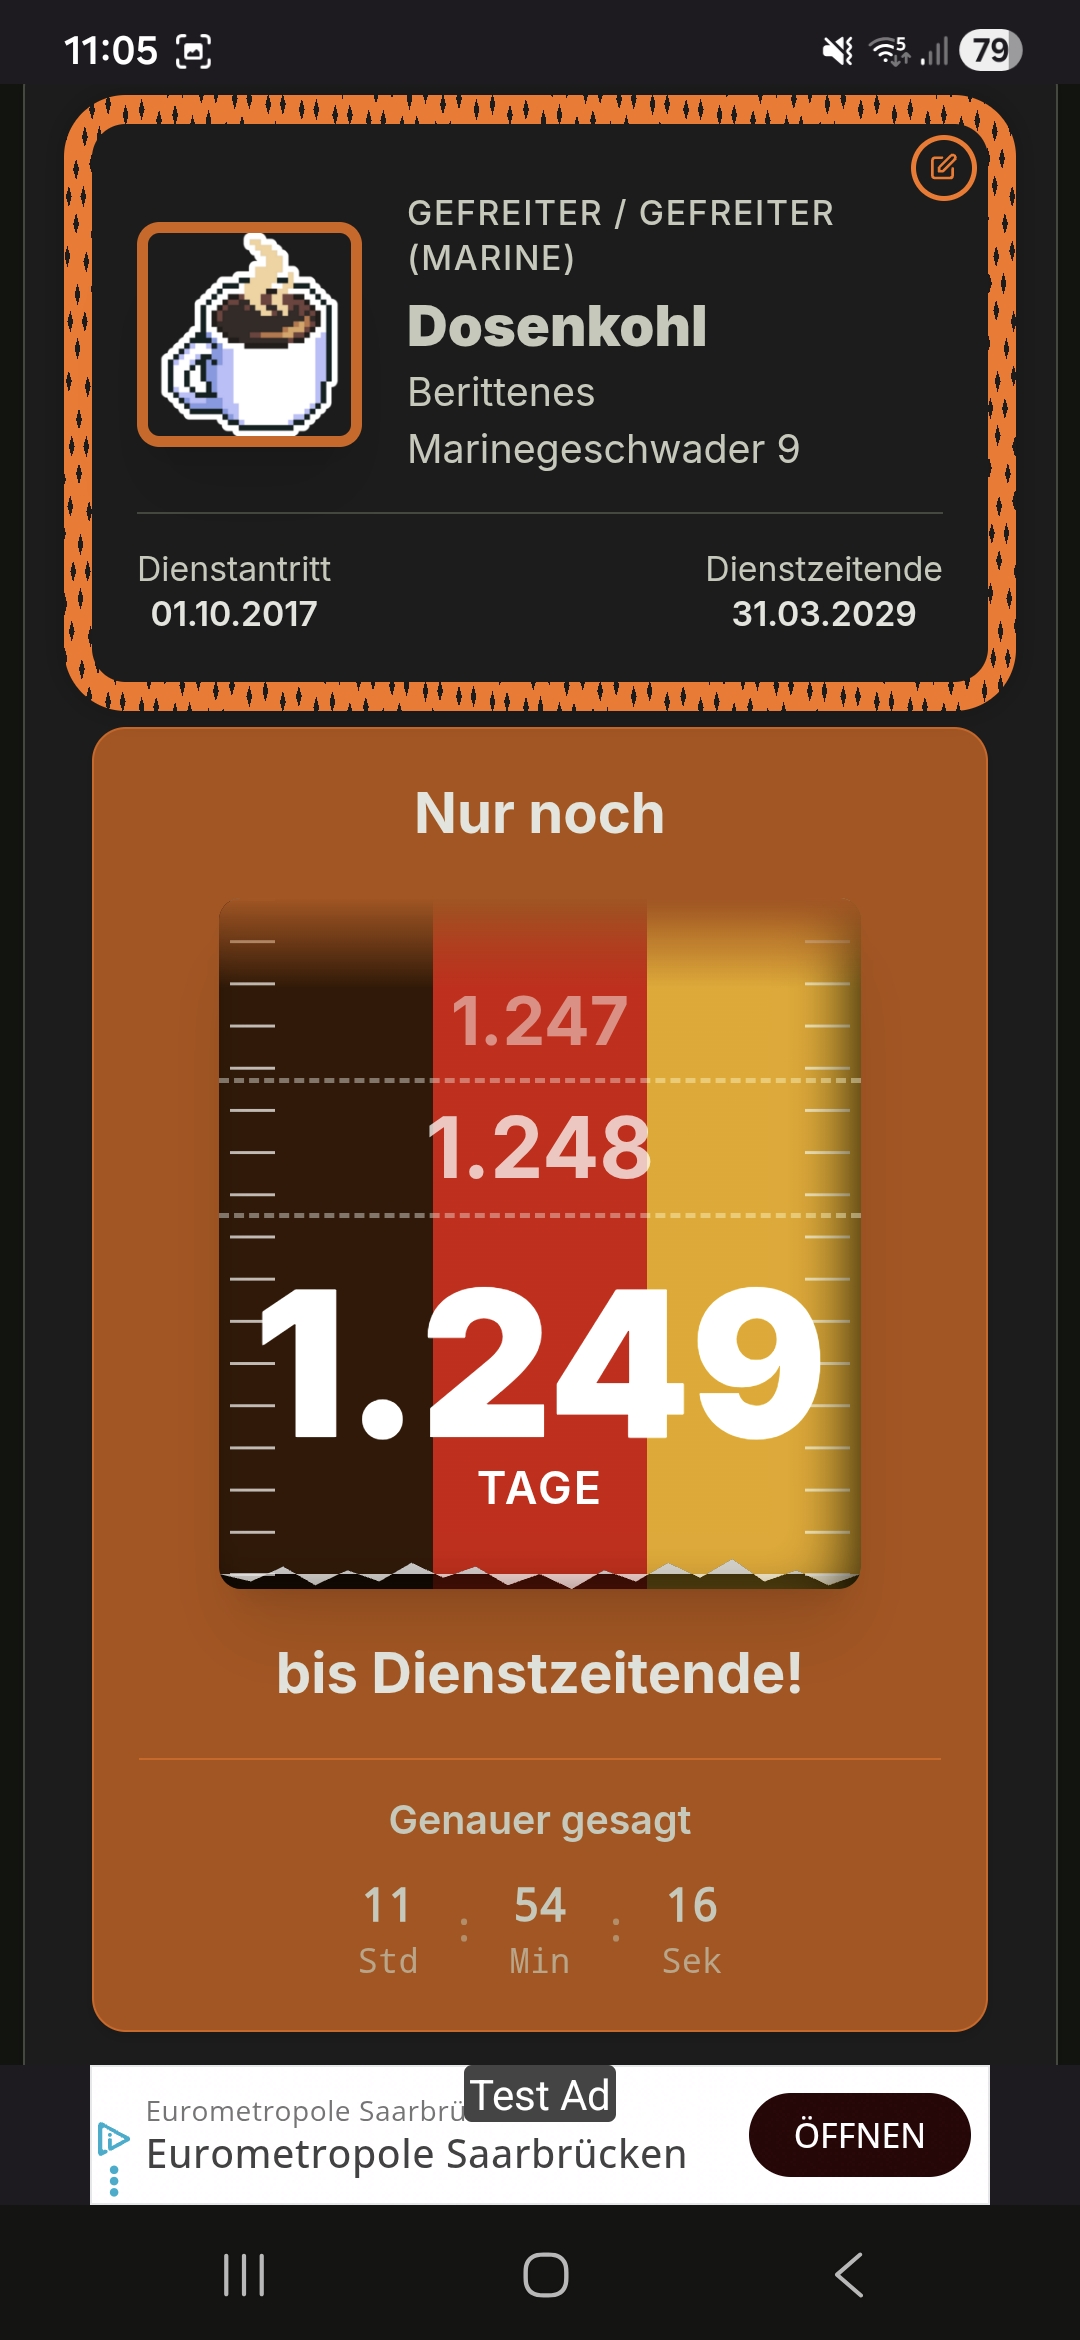 11:05
5
79
GEFREITER / GEFREITER
(MARINE)
Dosenkohl
Berittenes
Marinegeschwader 9
Dienstantritt
01.10.2017
Dienstzeitende
31.03.2029
Nur noch
1.247
1.248
1.249
TAGE
bis Dienstzeitende!
Genauer gesagt
11 : 54 : 16
Std Min Sek
Test Ad
Eurometropole Saarbrü
Eurometropole Saarbrücken
ÖFFNEN